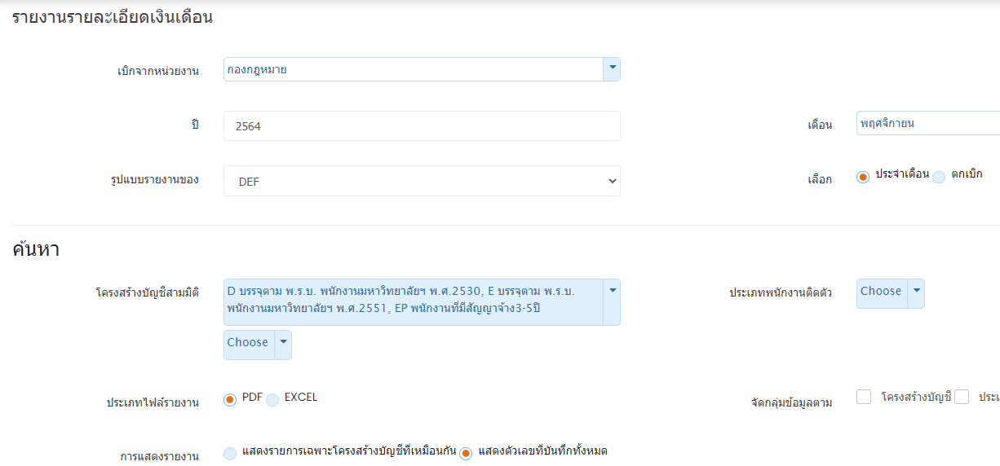 รายงานรายละเอียดเงินเดือน
เบิกจากหน่วยงาน กองกฎหมาย
ปี 2564 เดือน พฤศจิกายน
รูปแบบรายงานของ DEF เลือก ประจำเดือน ตกเบิก
ค้นหา
โครงสร้างบัญชีสามมิติ D บรรจุตาม พ.ร.บ. พนักงานมหาวิทยาลัยฯ พ.ศ.2530, E บรรจุตาม พ.ร.บ. ประเภทพนักงานติดตัว Choose
พนักงานมหาวิทยาลัยฯ พ.ศ.2551, EP พนักงานที่มีสัญญาจ้าง3-5ปี
Choose
ประเภทไฟล์รายงาน PDF EXCEL จัดกลุ่มข้อมูลตาม โครงสร้างบัญชี
การแสดงรายงาน แสดงรายการเฉพาะโครงสร้างบัญชีที่เหมือนกัน แสดงตัวเลขที่บันทึกทั้งหมด